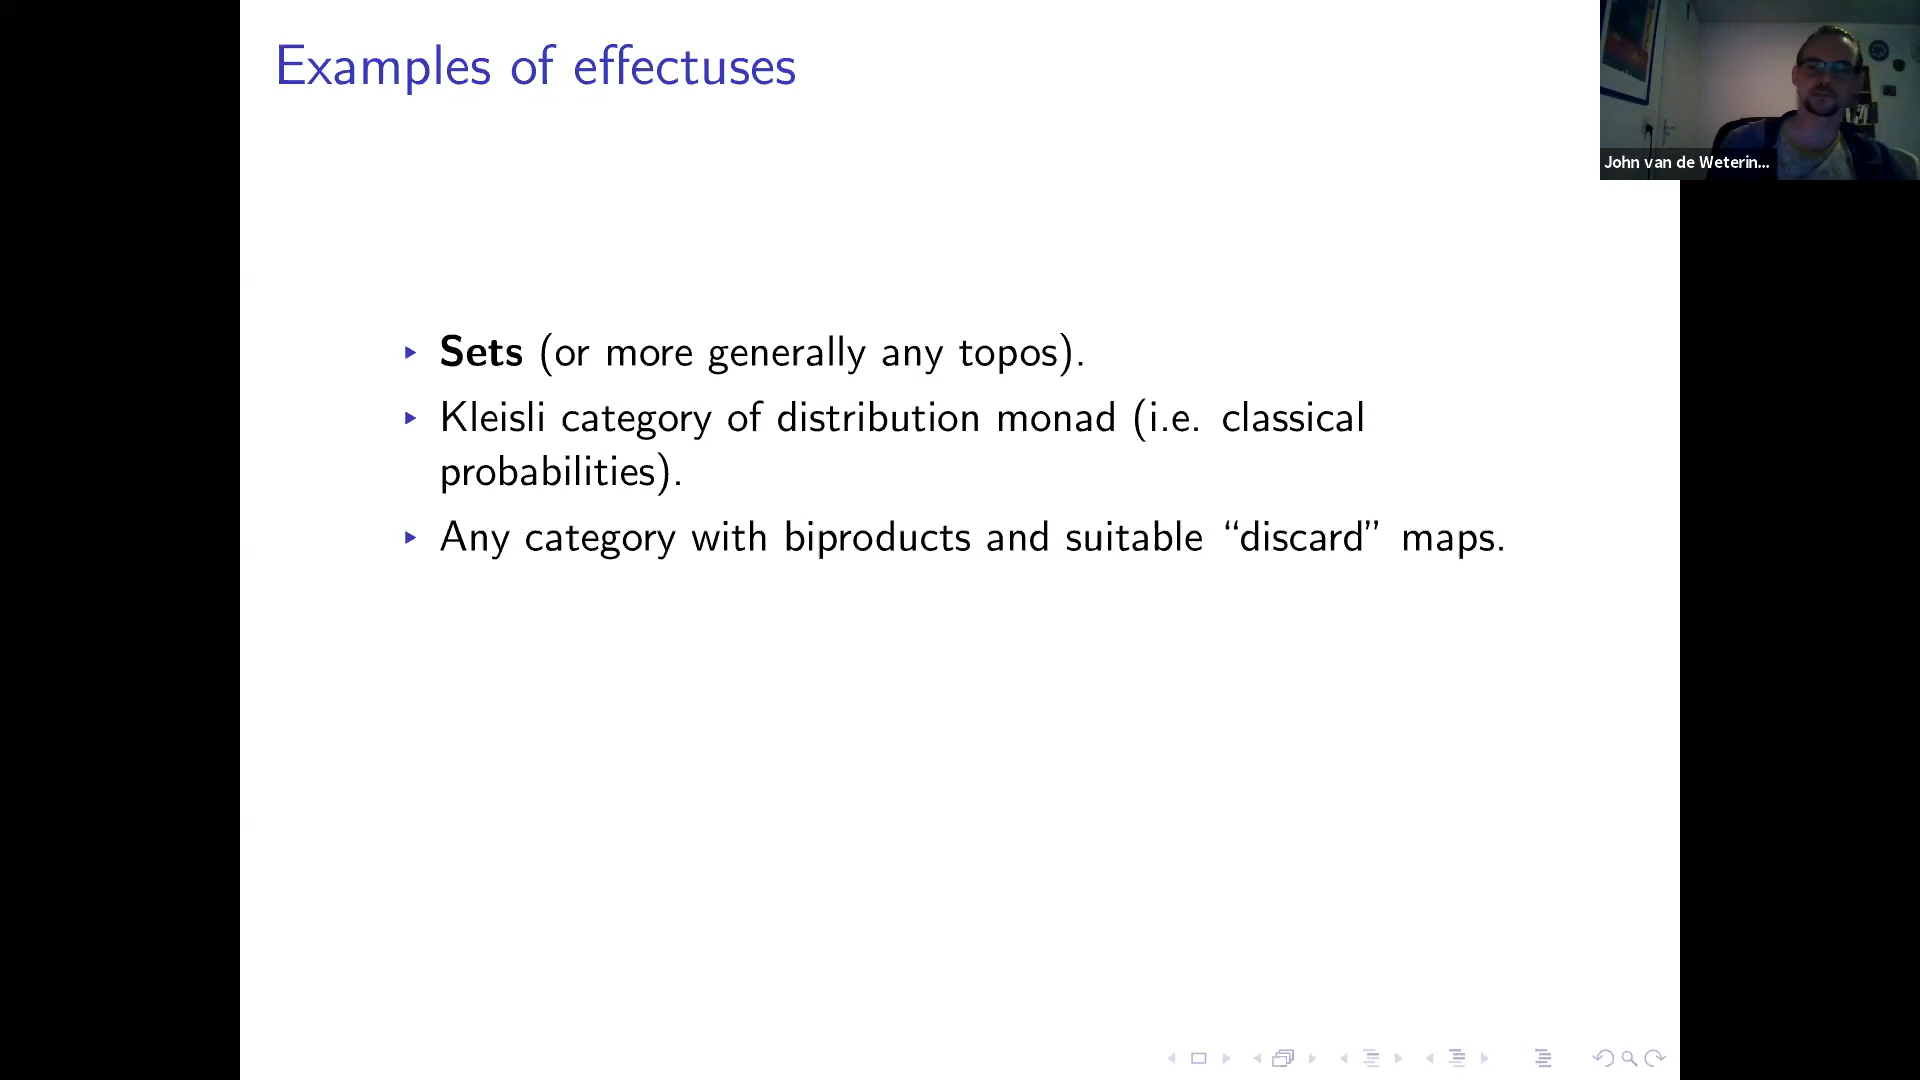 Examples of effectuses
John van de Weterin...
‣ Sets (or more generally any topos).
‣ Kleisli category of distribution monad (i.e. classical
probabilities).
‣ Any category with biproducts and suitable “discard” maps.